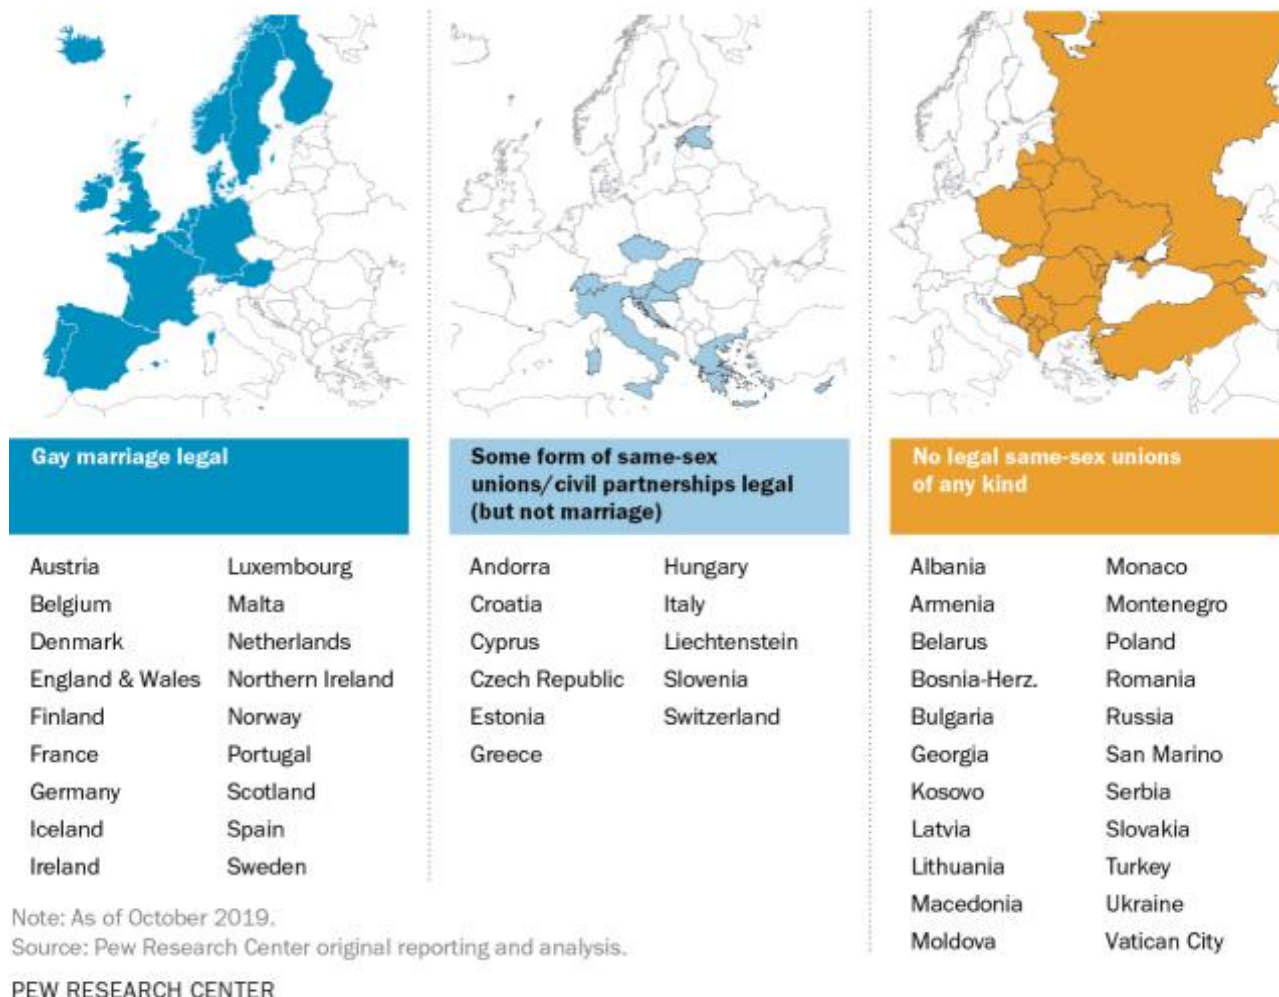 Gay marriage legal
Austria
Belgium
Denmark
England & Wales
Finland
France
Germany
Iceland
Ireland
Luxembourg
Malta
Netherlands
Northern Ireland
Norway
Portugal
Scotland
Spain
Sweden
Some form of same-sex
unions/civil partnerships legal
(but not marriage)
Andorra
Croatia
Cyprus
Czech Republic
Estonia
Greece
Hungary
Italy
Liechtenstein
Slovenia
Switzerland
No legal same-sex unions
of any kind
Albania
Armenia
Belarus
Bosnia-Herz.
Bulgaria
Georgia
Kosovo
Latvia
Lithuania
Macedonia
Moldova
Monaco
Montenegro
Poland
Romania
Russia
San Marino
Serbia
Slovakia
Turkey
Ukraine
Vatican City
Note: As of October 2019.
Source: Pew Research Center original reporting and analysis.
PEW RESEARCH CENTER